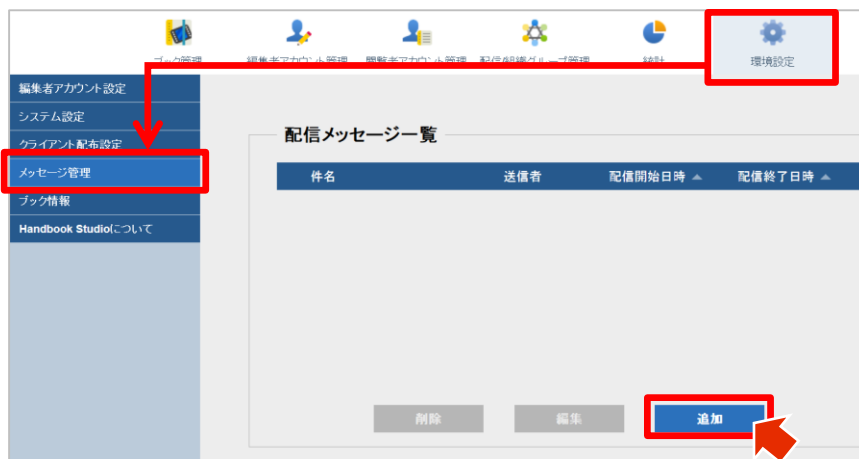 ブック管理
編集者アカウント管理
閲覧者アカウント管理
配信/組織グループ管理
統計
環境設定
編集者アカウント設定
システム設定
クライアント配布設定
メッセージ管理
ブック情報
Handbook Studioについて
配信メッセージ一覧
件名 送信者 配信開始日時 配信終了日時
削除 編集 追加